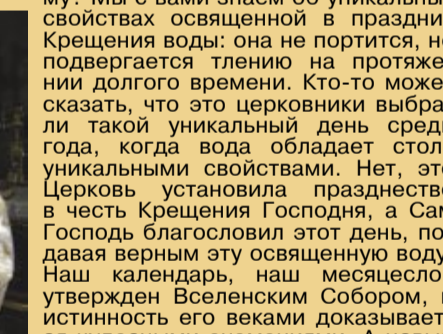 му? Мы с вами знаем об уникальны
свойствах освященной в праздни
Крещения воды: она не портится, н
подвергается тлению на протяже
нии долгого времени. Кто-то може
сказать, что это церковники выбра
ли такой уникальный день сред
года, когда вода обладает стол
уникальными свойствами. Нет, эт
Церковь установила празднеств
в честь Крещения Господня, а Сам
Господь благословил этот день, по
давая верным эту освященную воду
Наш календарь, наш месяцесло
утвержден Вселенским Собором,
истинность его веками доказывает